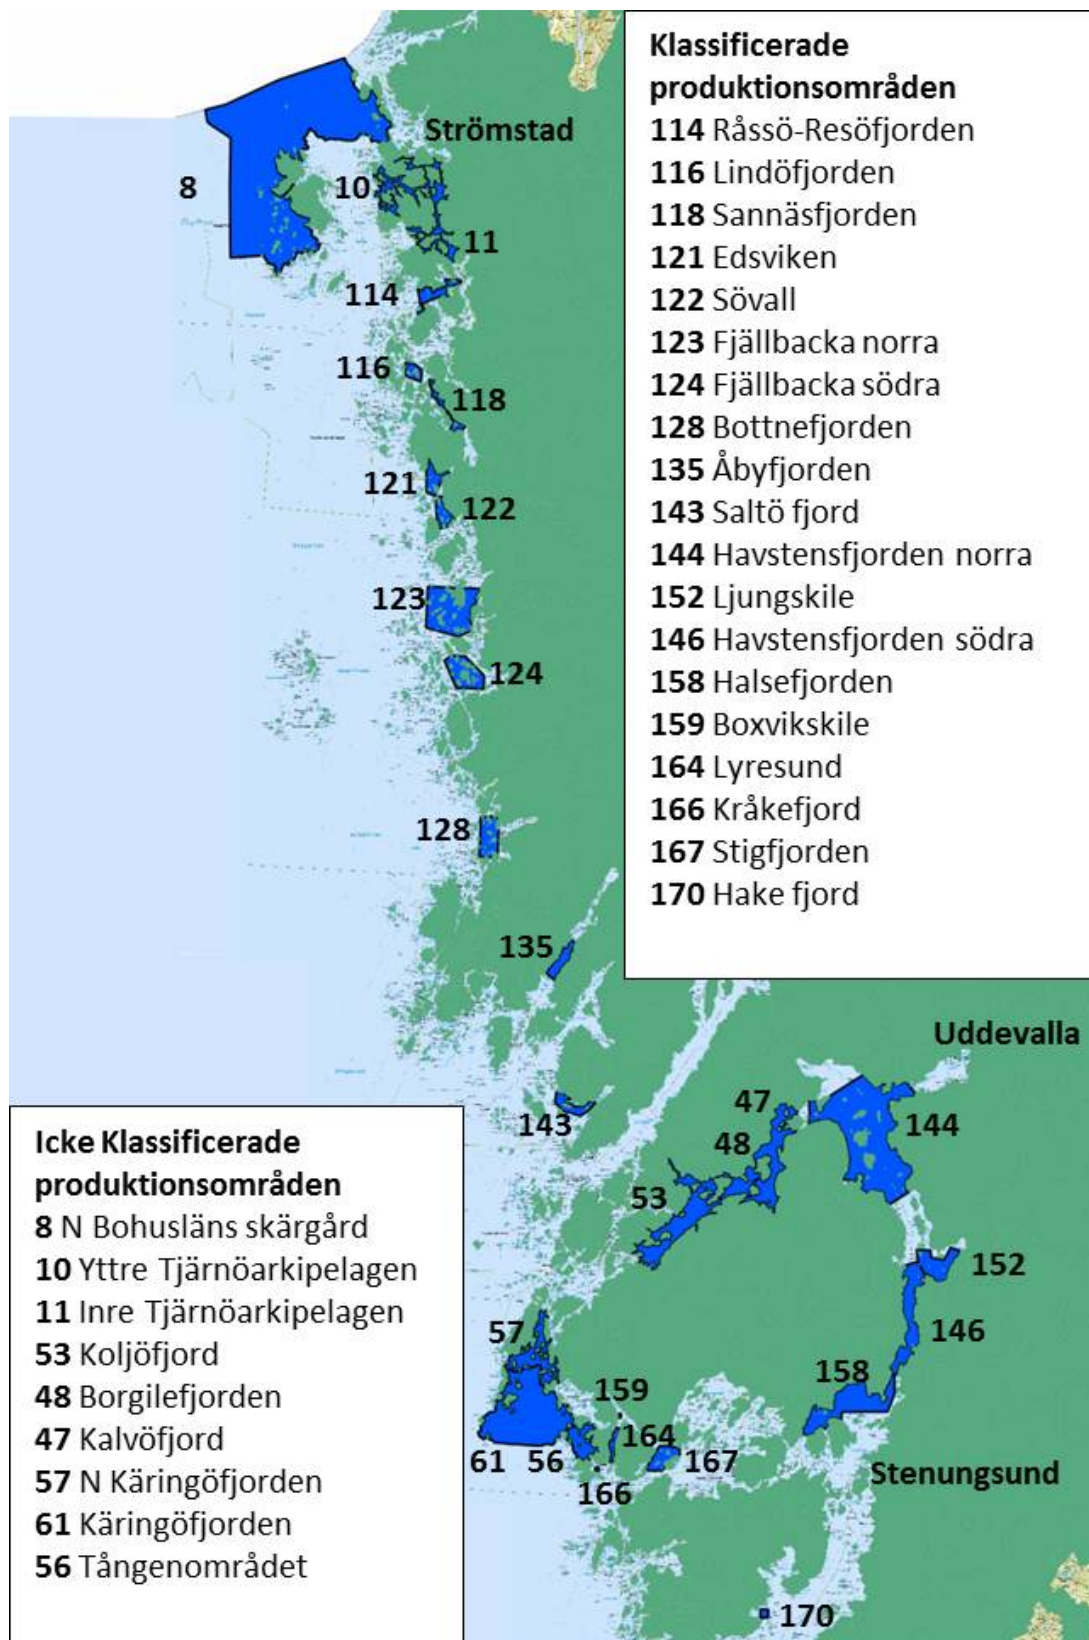 Klassificerade
produktionsområden
114 Råssö-Resöfjorden
116 Lindöfjorden
118 Sannäsfjorden
121 Edsviken
122 Sövall
123 Fjällbacka norra
124 Fjällbacka södra
128 Bottnefjorden
135 Åbyfjorden
143 Saltö fjord
144 Havstensfjorden norra
152 Ljungskile
146 Havstensfjorden södra
158 Halsefjorden
159 Boxvikskile
164 Lyresund
166 Kråkefjord
167 Stigfjorden
170 Hake fjord
Strömstad
8
10
11
114
116
118
121
122
123
124
128
135
Uddevalla
143
47
48
144
53
152
57
146
158
159
164
61
56
167
166
Stenungsund
170
Icke Klassificerade
produktionsområden
8 N Bohusläns skärgård
10 Yttre Tjärnöarkipelagen
11 Inre Tjärnöarkipelagen
53 Koljöfjord
48 Borgilefjorden
47 Kalvöfjord
57 N Käringöfjorden
61 Käringöfjorden
56 Tångenområdet